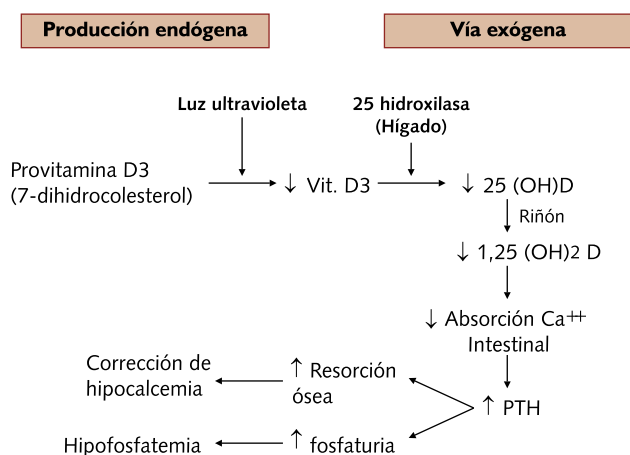 Producción endógena
Vía exógena
Luz ultravioleta
25 hidroxilasa
(Hígado)
Provitamina D3
(7-dihidrocolesterol)
↓ Vit. D3
↓ 25 (OH)D
Riñón
↓ 1,25 (OH)2 D
↓ Absorción Ca++
Intestinal
Corrección de
hipocalcemia
↑ Resorción
ósea
↑ PTH
Hipofosfatemia
↑ fosfaturia